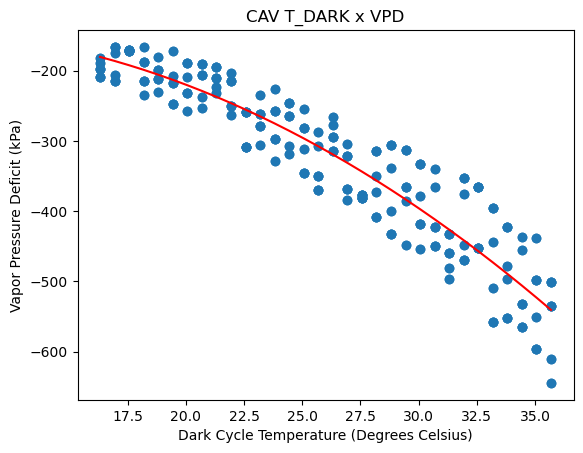 CAV T_DARK x VPD
Vapor Pressure Deficit (kPa)
−200
−300
−400
−500
−600
17.5 20.0 22.5 25.0 27.5 30.0 32.5 35.0
Dark Cycle Temperature (Degrees Celsius)